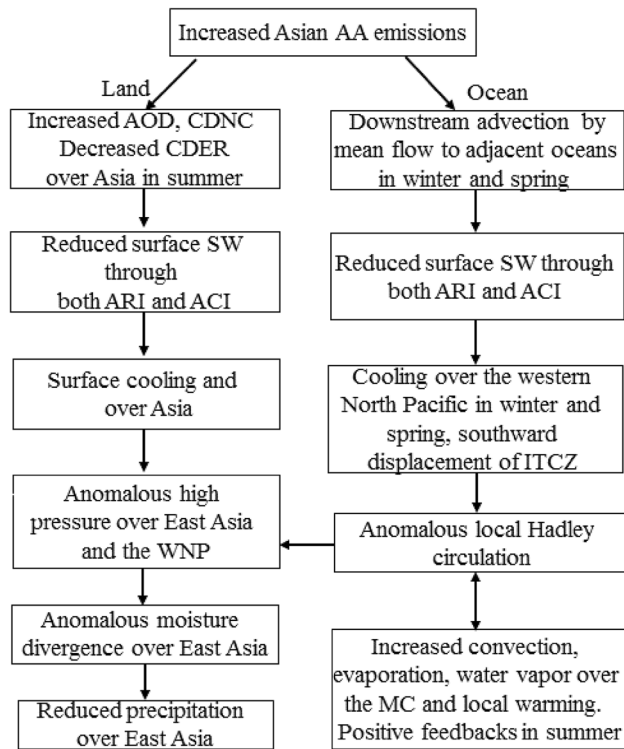 Increased Asian AA emissions
Land
Ocean
Increased AOD, CDNC
Decreased CDER
over Asia in summer
Downstream advection by
mean flow to adjacent oceans
in winter and spring
Reduced surface SW
through
both ARI and ACI
Reduced surface SW through
both ARI and ACI
Surface cooling and
over Asia
Cooling over the western
North Pacific in winter and
spring, southward
displacement of ITCZ
Anomalous high
pressure over East Asia
and the WNP
Anomalous local Hadley
circulation
Anomalous moisture
divergence over East Asia
Increased convection,
evaporation, water vapor over
the MC and local warming.
Positive feedbacks in summer
Reduced precipitation
over East Asia